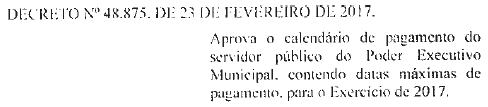 DECRETO Nº 48.875, DE 23 DE FEVEREIRO DE 2017.
Aprova o calendário de pagamento do
servidor público do Poder Executivo
Municipal, contendo datas máximas de
pagamento, para o Exercício de 2017.